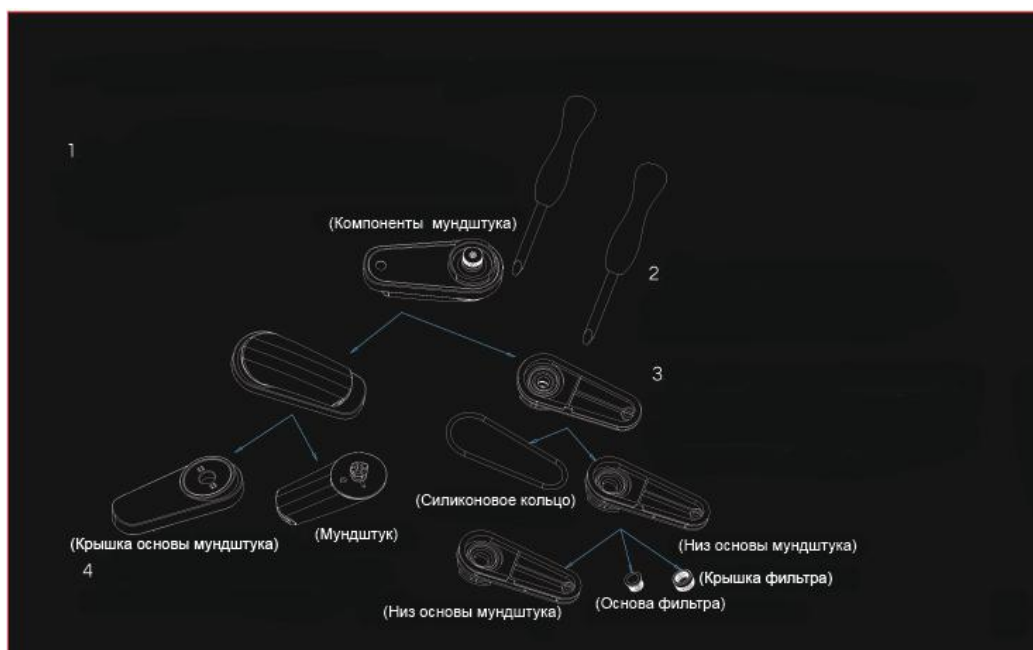 1
(Компоненты мундштука)
2
3
(Силиконовое кольцо)
(Крышка основы мундштука)
(Мундштук)
(Низ основы мундштука)
4
(Крышка фильтра)
(Низ основы мундштука)
(Основа фильтра)